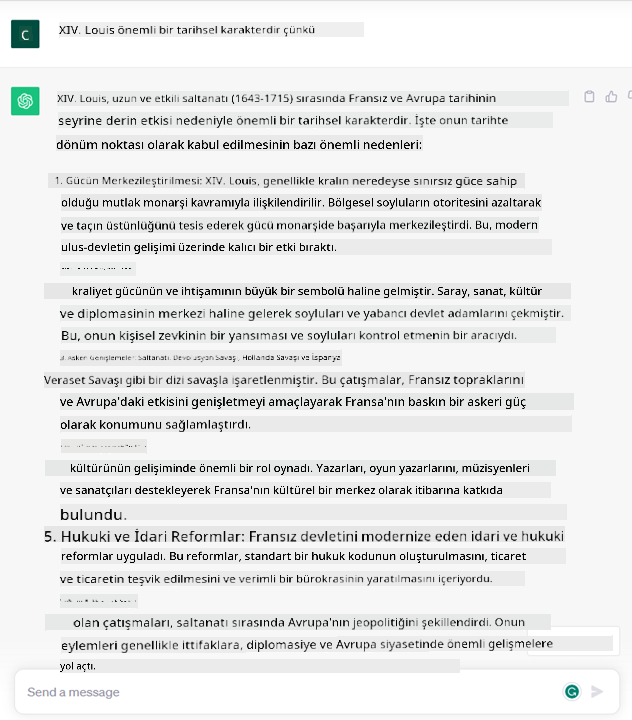 C
XIV. Louis önemli bir tarihsel karakterdir çünkü
XIV. Louis, uzun ve etkili saltanatı (1643-1715) sırasında Fransız ve Avrupa tarihinin
seyrine derin etkisi nedeniyle önemli bir tarihsel karakterdir. İşte onun tarihte
dönüm noktası olarak kabul edilmesinin bazı önemli nedenleri:
1. Gücün Merkezileştirilmesi: XIV. Louis, genellikle kralın neredeyse sınırsız güce sahip
olduğu mutlak monarşi kavramıyla ilişkilendirilir. Bölgesel soyluların otoritesini azaltarak
ve taçın üstünlüğünü tesis ederek gücü monarşide başarıyla merkezileştirdi. Bu, modern
ulus-devletin gelişimi üzerinde kalıcı bir etki bıraktı.
kraliyet gücünün ve ihtişamının büyük bir sembolü haline gelmiştir. Saray, sanat, kültür
ve diplomasinin merkezi haline gelerek soyluları ve yabancı devlet adamlarını çekmiştir.
Bu, onun kişisel zevkinin bir yansıması ve soyluları kontrol etmenin bir aracıydı.
3. Askeri Genişlemeler: Saltanatı, Devolüsyon Savaşı, Hollanda Savaşı ve İspanya
Veraset Savaşı gibi bir dizi savaşla işaretlenmiştir. Bu çatışmalar, Fransız topraklarını
ve Avrupa'daki etkisini genişletmeyi amaçlayarak Fransa'nın baskın bir askeri güç
olarak konumunu sağlamlaştırdı.
kültürünün gelişiminde önemli bir rol oynadı. Yazarları, oyun yazarlarını, müzisyenleri
ve sanatçıları destekleyerek Fransa'nın kültürel bir merkez olarak itibarına katkıda
bulundu.
5. Hukuki ve İdari Reformlar: Fransız devletini modernize eden idari ve hukuki
reformlar uyguladı. Bu reformlar, standart bir hukuk kodunun oluşturulmasını, ticaret
ve ticaretin teşvik edilmesini ve verimli bir bürokrasinin yaratılmasını içeriyordu.
olan çatışmaları, saltanatı sırasında Avrupa'nın jeopolitiğini şekillendirdi. Onun
eylemleri genellikle ittifaklara, diplomasiye ve Avrupa siyasetinde önemli gelişmelere
yol açtı.
Send a message